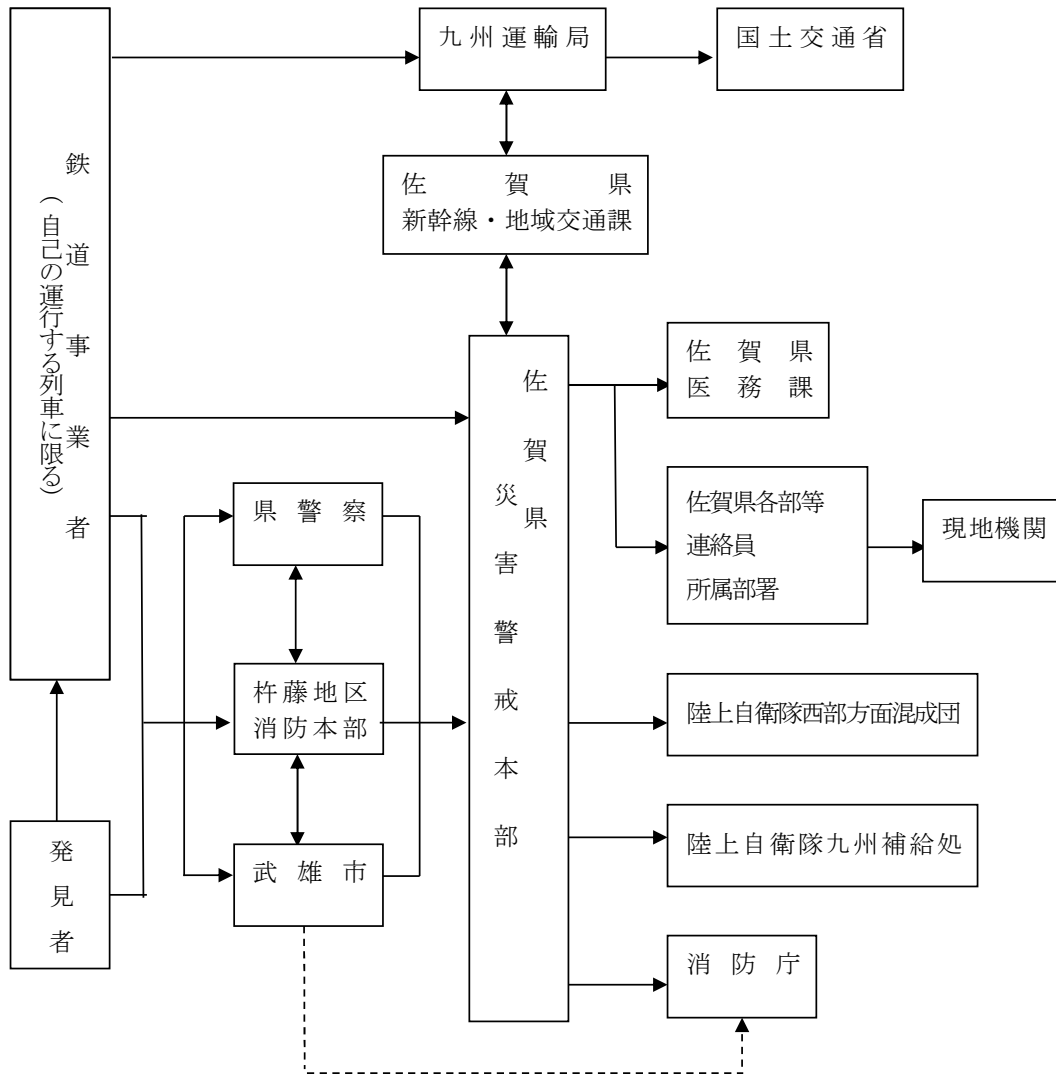 九州運輸局
国土交通省
鉄道事業者
(自己の運行する列車に限る)
佐賀県
新幹線・地域交通課
佐賀県
災害警戒本部
佐賀県
医務課
県警察
佐賀県各部等
連絡員
所属部署
現地機関
杵藤地区
消防本部
陸上自衛隊西部方面混成団
発見者
武雄市
陸上自衛隊九州補給処
消防庁